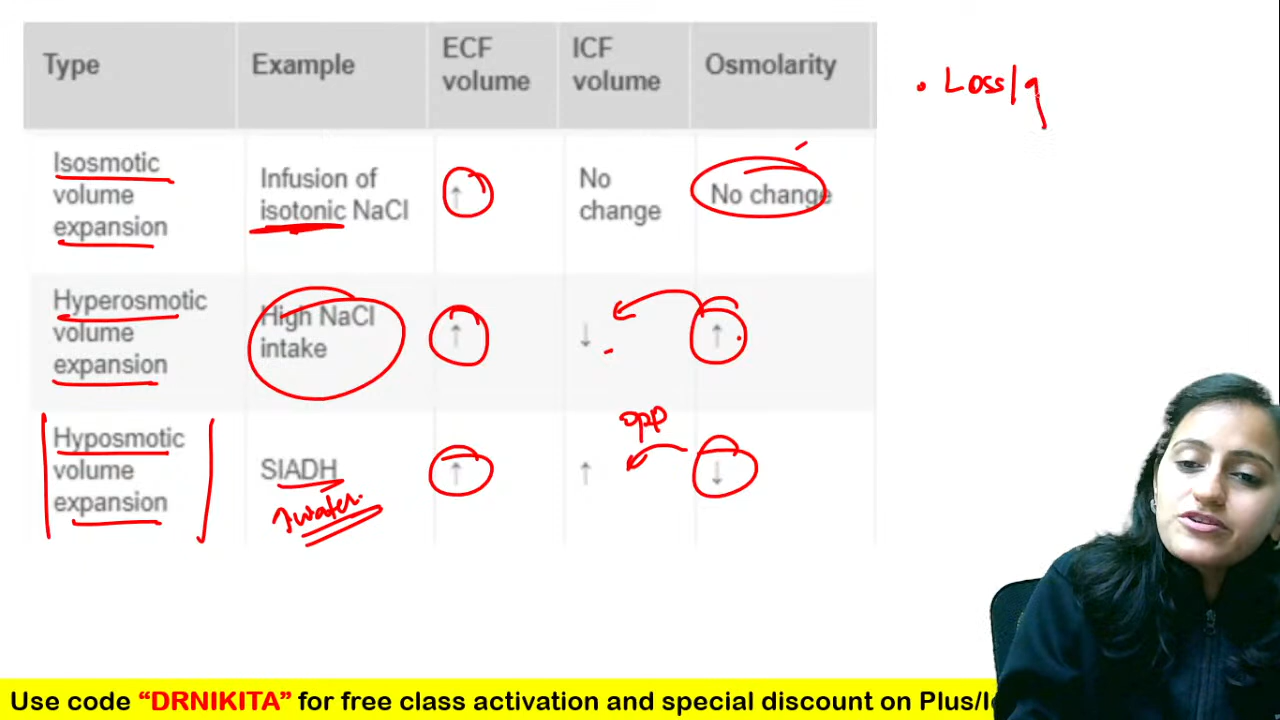 Type
Example
ECF
volume
ICF
volume
Osmolarity
• Loss/g
Isosmotic
volume
expansion
Infusion of
isotonic NaCl
↑
No
change
No change
Hyperosmotic
volume
expansion
High NaCl
intake
↑
↓
↑
Hyposmotic
volume
expansion
SIADH
↑water.
↑
opp
↑
↓
Use code “DRNIKITA” for free class activation and special discount on Plus/I